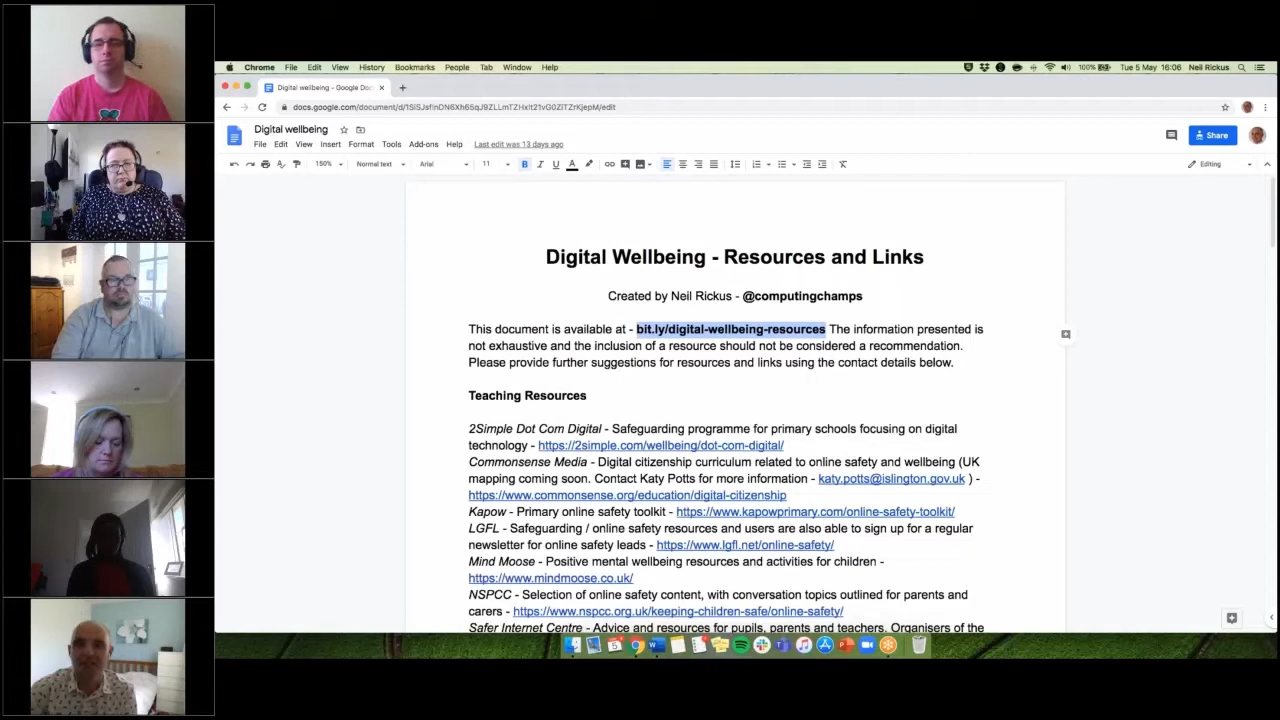 Chrome File Edit View History Bookmarks People Tab Window Help 100% Tue 5 May 16:06 Neil Rickus
Digital wellbeing - Google Doc
docs.google.com/document/d/
Digital wellbeing
File Edit View Insert Format Tools Add-ons Help Last edit was 13 days ago
Share
150% Normal text Arial 11 B I U A Editing
Digital Wellbeing - Resources and Links
Created by Neil Rickus - @computingchamps
This document is available at - bit.ly/digital-wellbeing-resources The information presented is
not exhaustive and the inclusion of a resource should not be considered a recommendation.
Please provide further suggestions for resources and links using the contact details below.
Teaching Resources
2Simple Dot Com Digital - Safeguarding programme for primary schools focusing on digital
technology - https://2simple.com/wellbeing/dot-com-digital/
Commonsense Media - Digital citizenship curriculum related to online safety and wellbeing (UK
mapping coming soon. Contact Katy Potts for more information - katy.potts@islington.gov.uk ) -
https://www.commonsense.org/education/digital-citizenship
Kapow - Primary online safety toolkit - https://www.kapowprimary.com/online-safety-toolkit/
LGFL - Safeguarding / online safety resources and users are also able to sign up for a regular
newsletter for online safety leads - https://www.lgfl.net/online-safety/
Mind Moose - Positive mental wellbeing resources and activities for children -
https://www.mindmoose.co.uk/
NSPCC - Selection of online safety content, with conversation topics outlined for parents and
carers - https://www.nspcc.org.uk/keeping-children-safe/online-safety/
Safer Internet Centre - Advice and resources for pupils, parents and teachers. Organisers of the